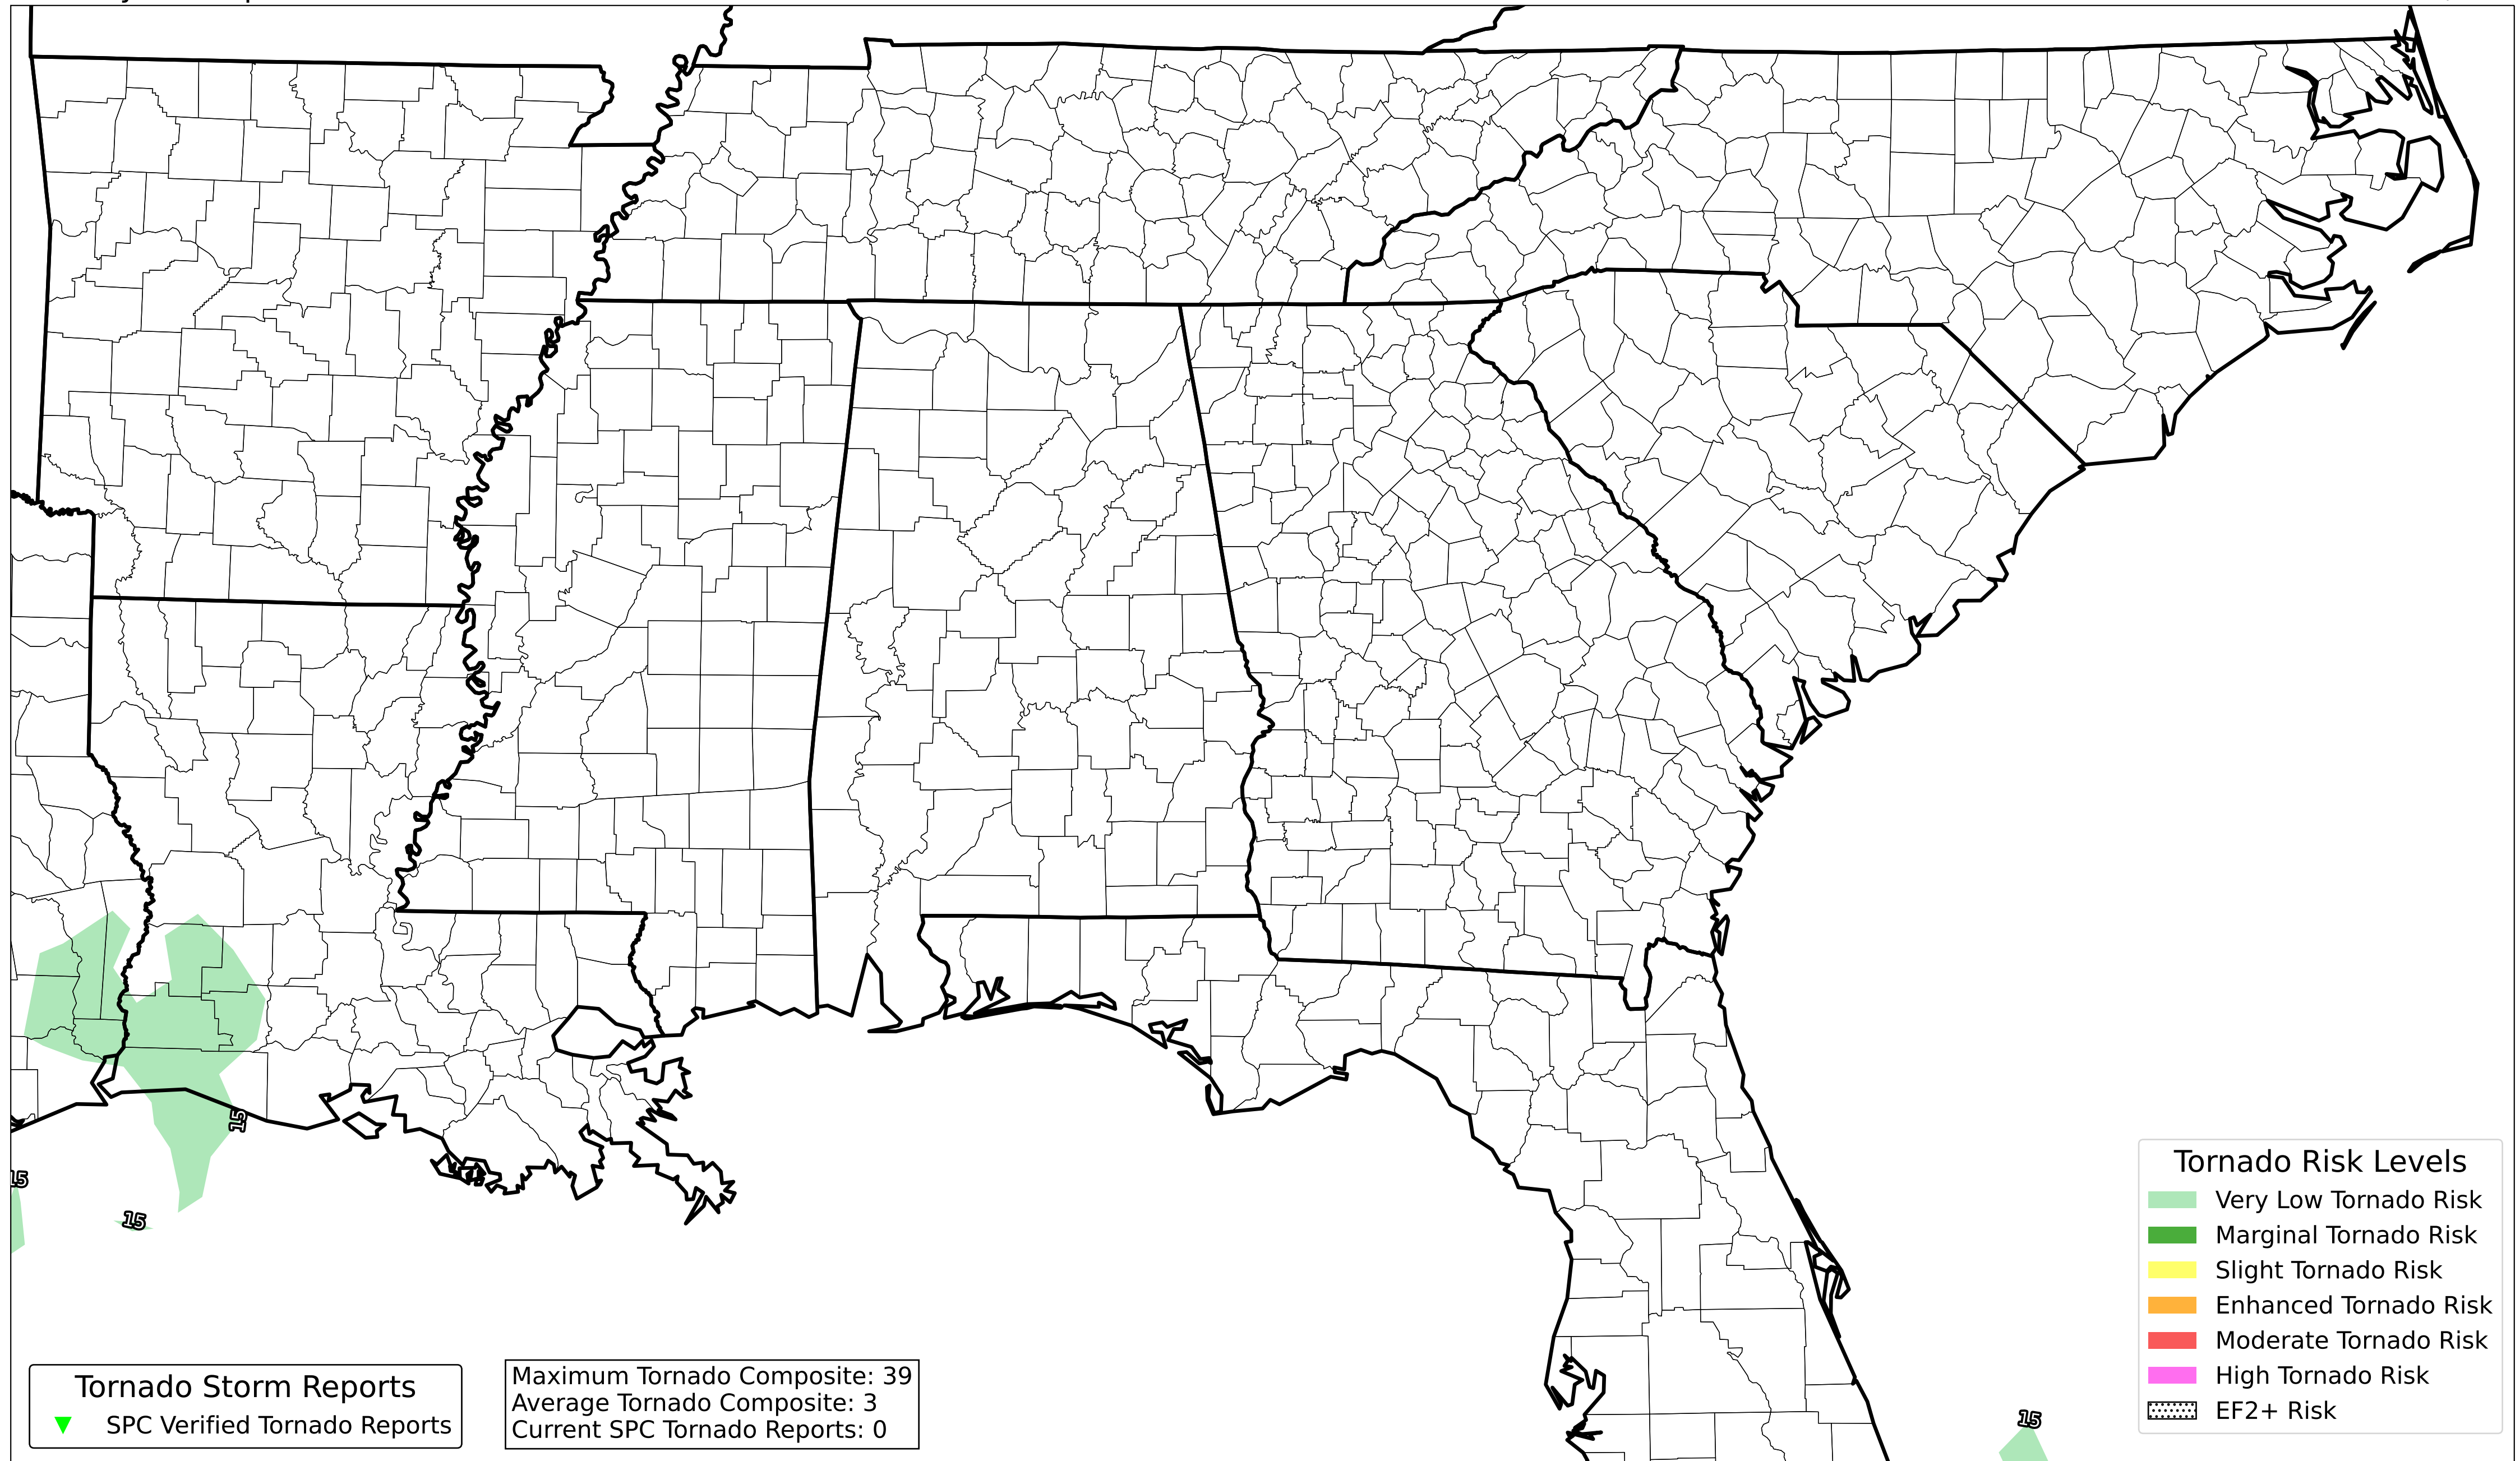 15
15
15
15
Tornado Risk Levels
Very Low Tornado Risk
Marginal Tornado Risk
Slight Tornado Risk
Enhanced Tornado Risk
Moderate Tornado Risk
High Tornado Risk
EF2+ Risk
Tornado Storm Reports
SPC Verified Tornado Reports
Maximum Tornado Composite: 39
Average Tornado Composite: 3
Current SPC Tornado Reports: 0